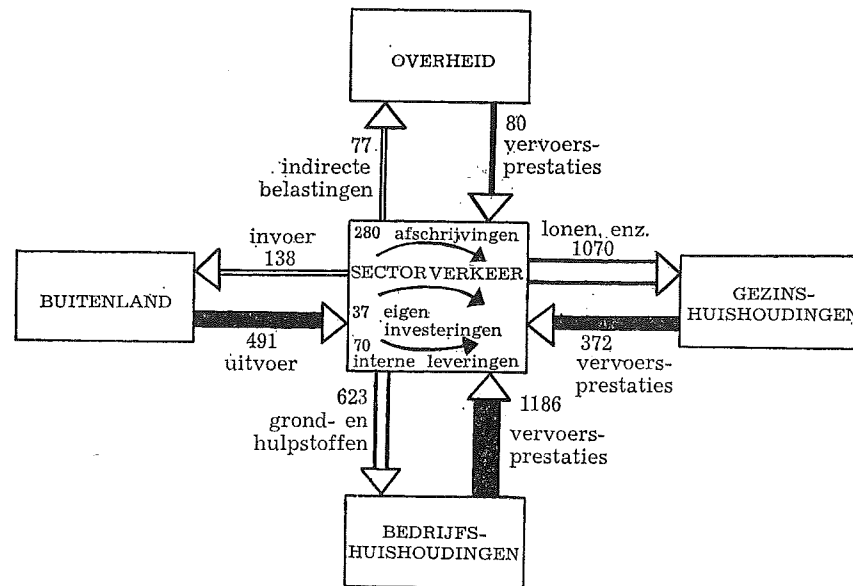 OVERHEID
77
indirecte
belastingen
80
vervoers-
prestaties
invoer
138
280 afschrijvingen
SECTOR VERKEER
37 eigen
investeringen
70
interne leveringen
lonen, enz.
1070
BUITENLAND
GEZINS-
HUISHOUDINGEN
491
uitvoer
372
vervoers-
prestaties
623
grond- en
hulpstoffen
1186
vervoers-
prestaties
BEDRIJFS-
HUISHOUDINGEN